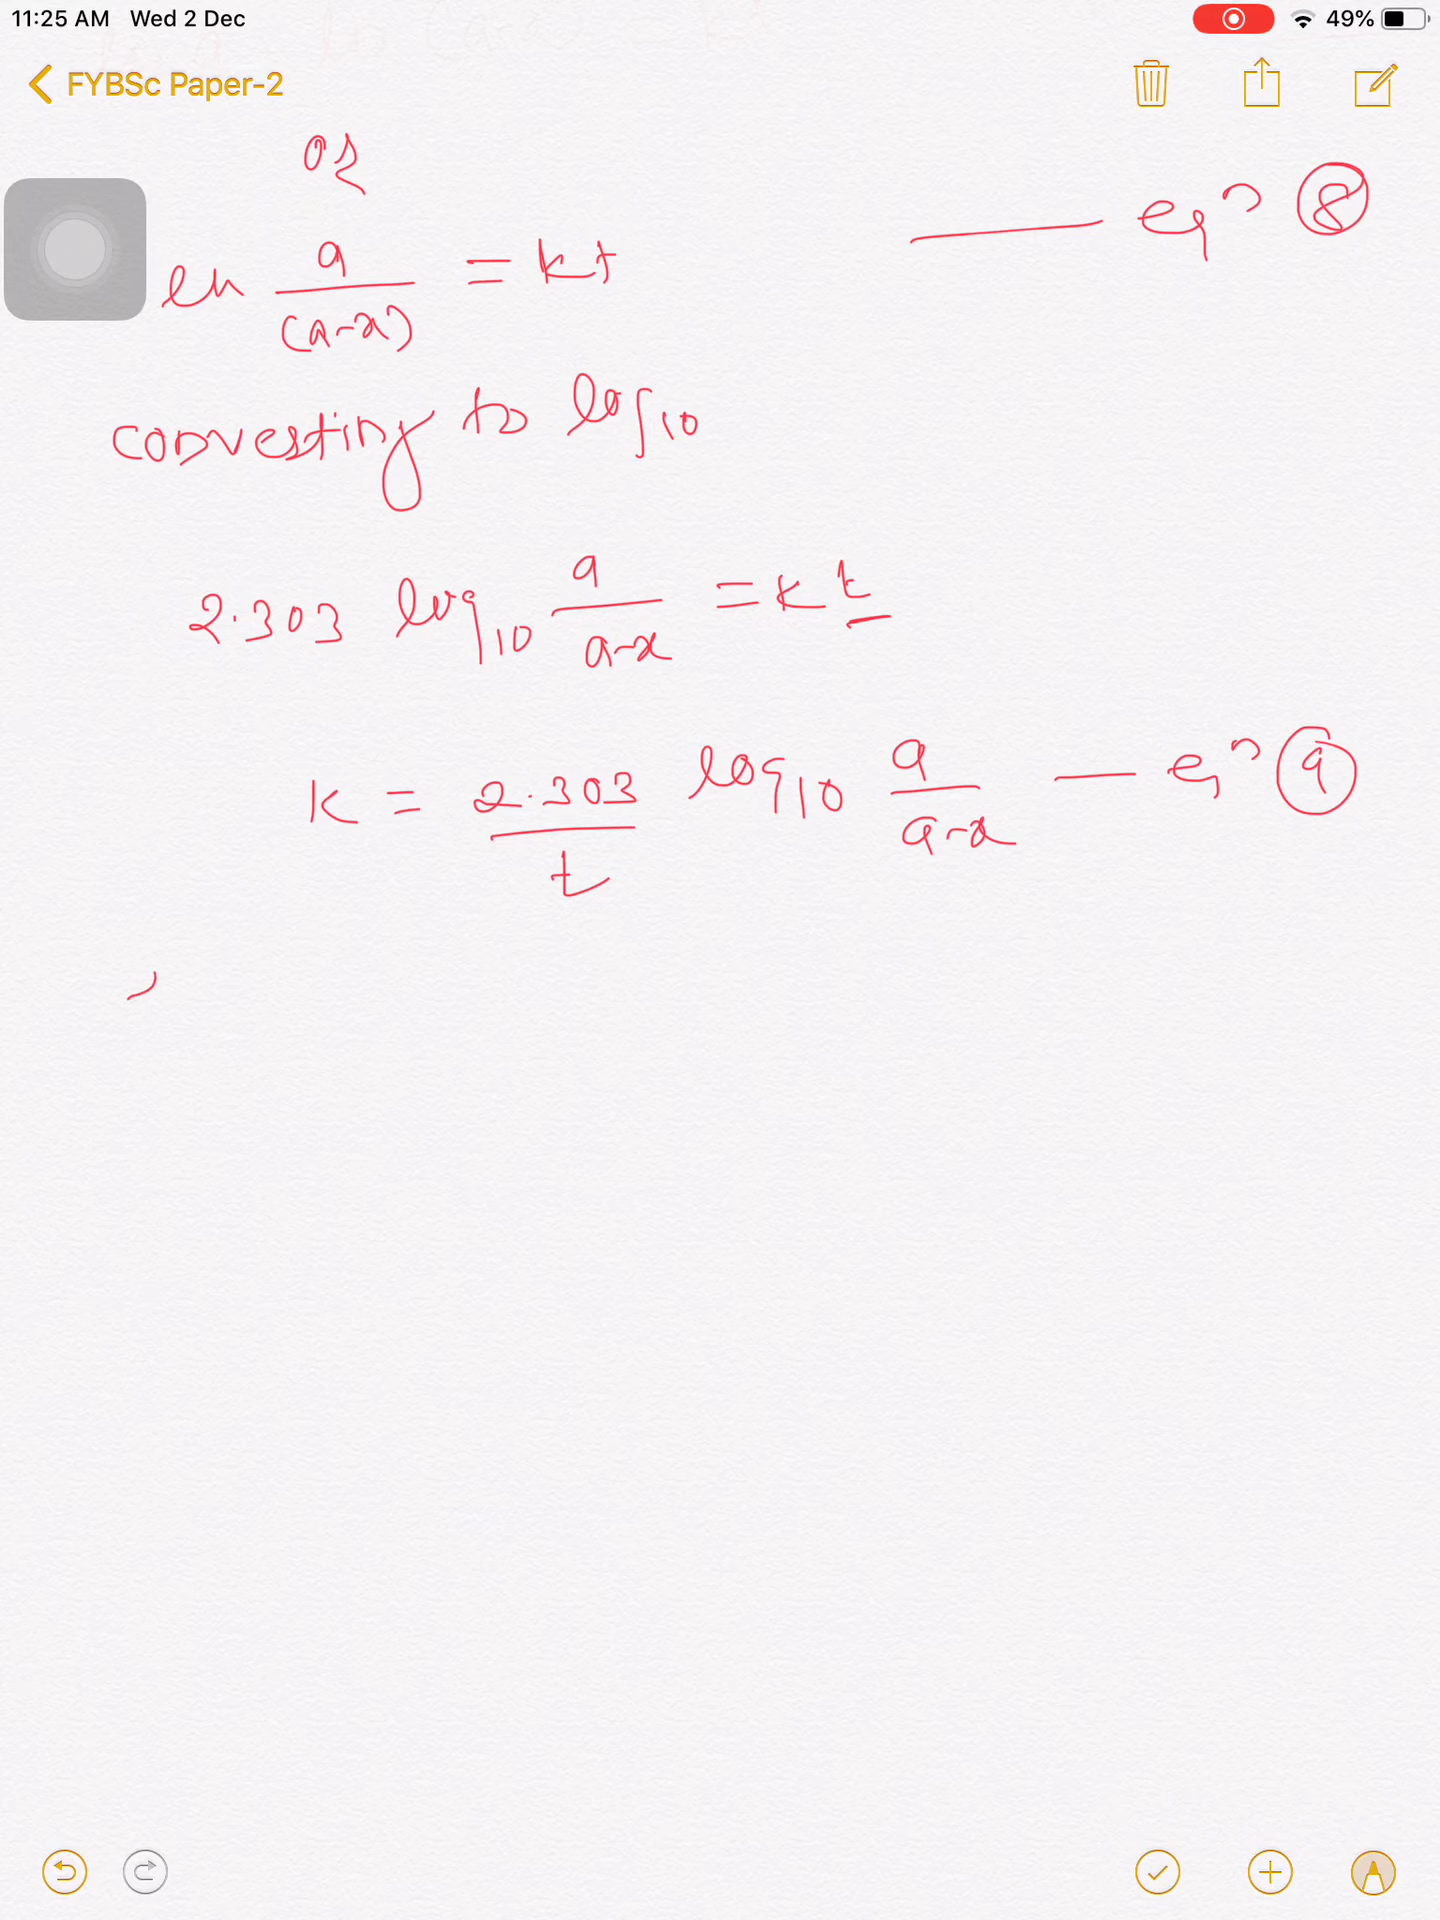 11:25 AM Wed 2 Dec 49%
FYBSc Paper-2
or
— eqn 8
ln a/(a-x) = kt
converting to log10
2.303 log10 a/a-x = kt
k = 2.303/t log10 a/a-x — eqn 9